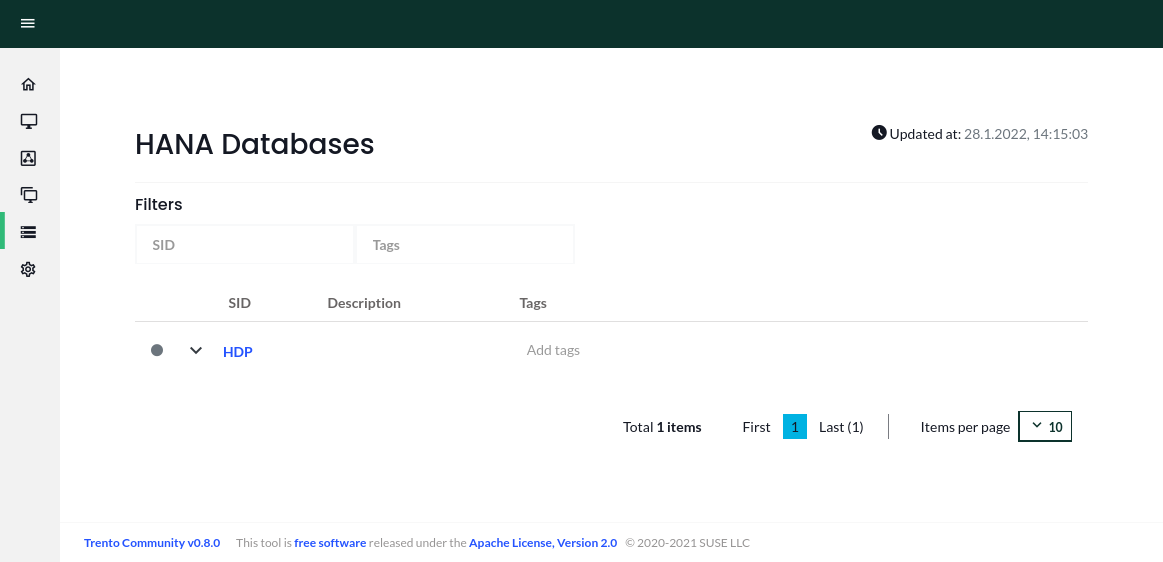 HANA Databases
Updated at: 28.1.2022, 14:15:03
Filters
SID Tags
SID Description Tags
HDP Add tags
Total 1 items First 1 Last (1) Items per page 10
Trento Community v0.8.0 This tool is free software released under the Apache License, Version 2.0 © 2020-2021 SUSE LLC